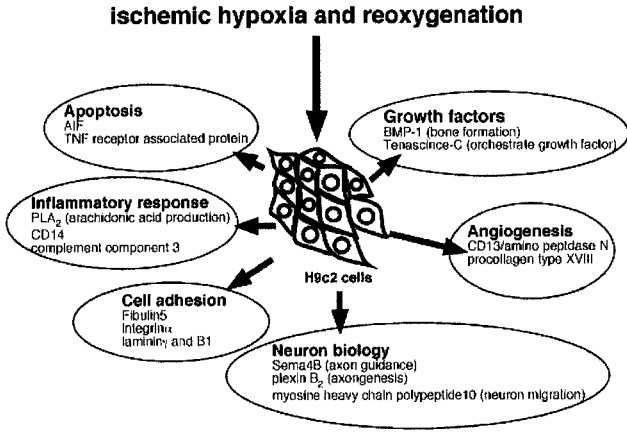 ischemic hypoxia and reoxygenation
Apoptosis
AIF
TNF receptor associated protein
Growth factors
BMP-1 (bone formation)
Tenascince-C (orchestrate growth factor)
Inflammatory response
PLA₂ (arachidonic acid production)
CD14
complement component 3
Angiogenesis
CD13/amino peptdase N
procollagen type XVIII
H9c2 cells
Cell adhesion
Fibulin5
Integrinα
lamininγ and B1
Neuron biology
Sema4B (axon guidance)
plexin B₂ (axongenesis)
myosine heavy chain polypeptide10 (neuron migration)